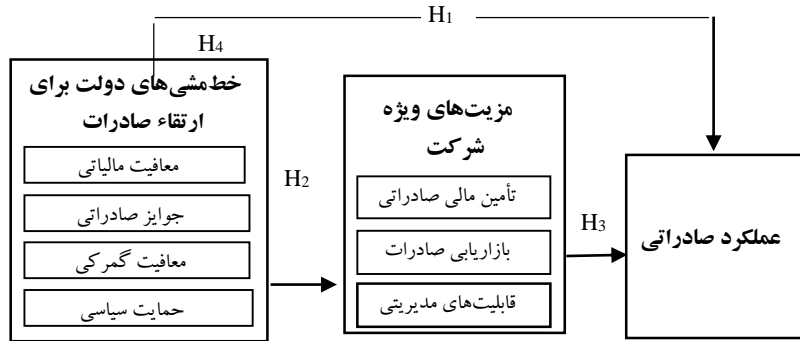 H1
H4
خط‌مشی‌های دولت برای
ارتقاء صادرات
معافیت مالیاتی
جوایز صادراتی
معافیت گمرکی
حمایت سیاسی
H2
مزیت‌های ویژه
شرکت
تأمین مالی صادراتی
بازاریابی صادرات
قابلیت‌های مدیریتی
H3
عملکرد صادراتی